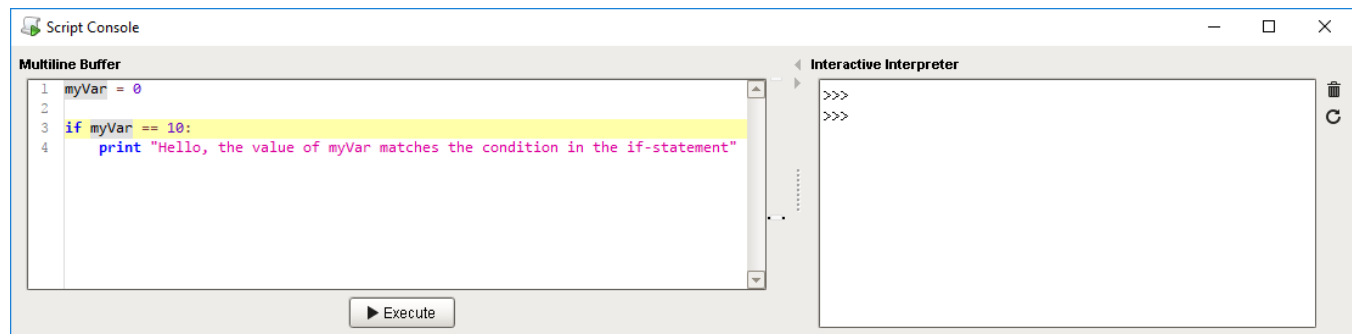 Script Console
Multiline Buffer
1 myVar = 0
2
3 if myVar == 10:
4     print "Hello, the value of myVar matches the condition in the if-statement"
Execute
Interactive Interpreter
>>>
>>>